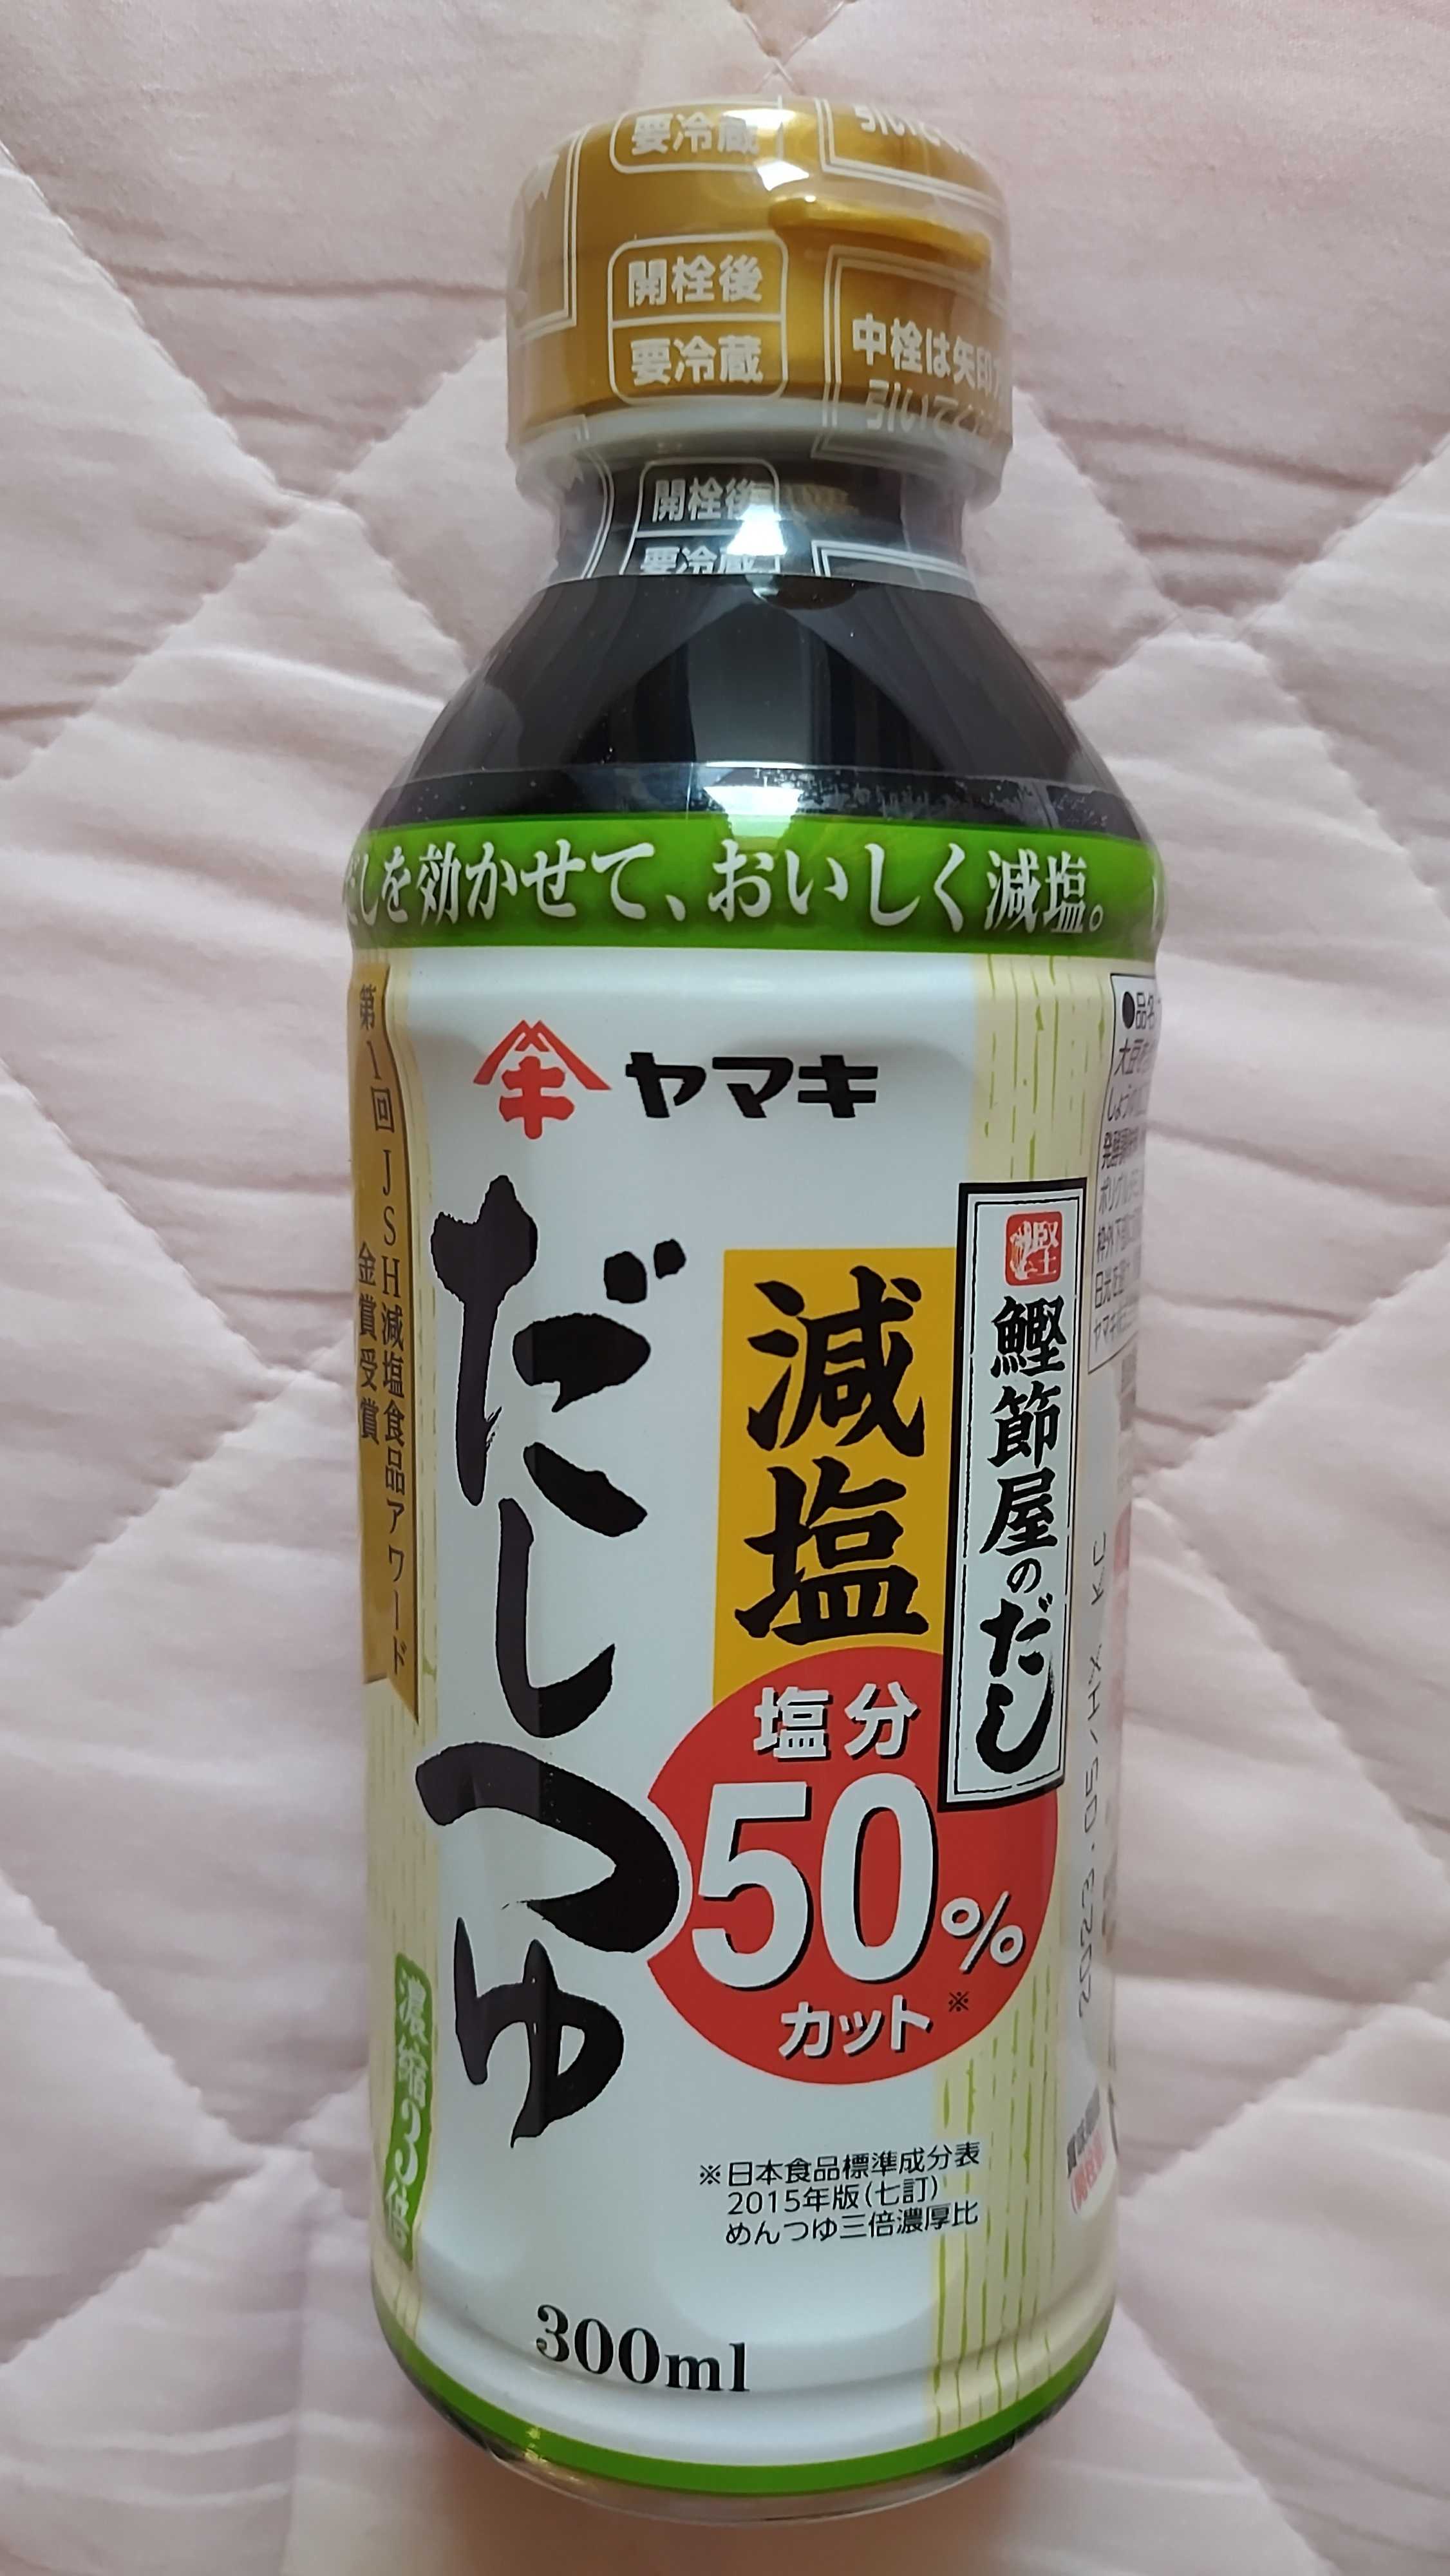 要冷蔵
開栓後
要冷蔵
中栓は矢印
開栓後
要冷蔵
だしを効かせて、おいしく減塩。
ヤマキ
第1回 JSH減塩食品アワード
金賞受賞
鰹節屋のだし
減塩
だしつゆ
塩分
50%
カット※
濃縮つゆ
※日本食品標準成分表
2015年版(七訂)
めんつゆ三倍濃厚比
300ml